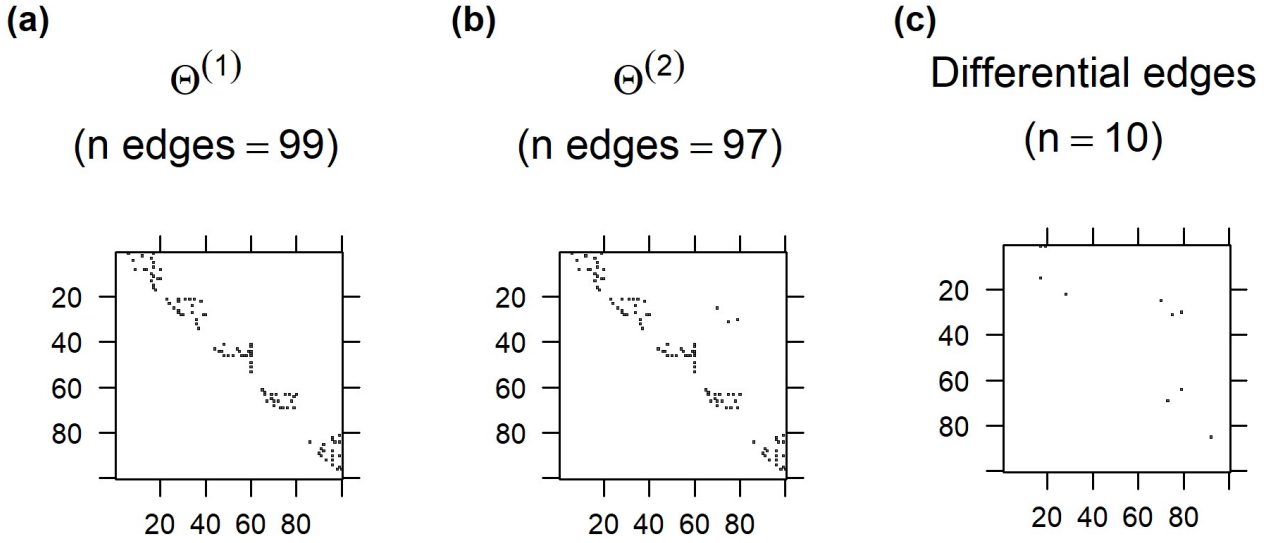 (a)
Θ(1)
(n edges = 99)
20
40
60
80
20 40 60 80
(b)
Θ(2)
(n edges = 97)
20
40
60
80
20 40 60 80
(c)
Differential edges
(n = 10)
20
40
60
80
20 40 60 80